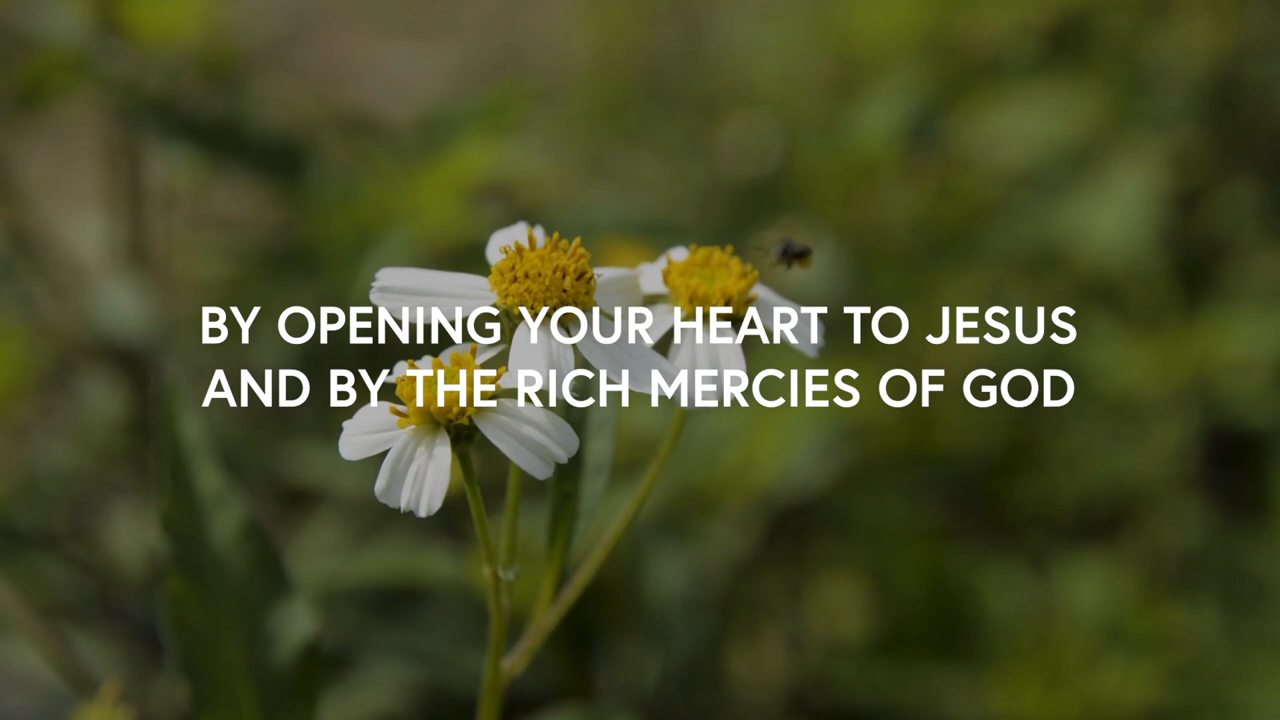 BY OPENING YOUR HEART TO JESUS
AND BY THE RICH MERCIES OF GOD